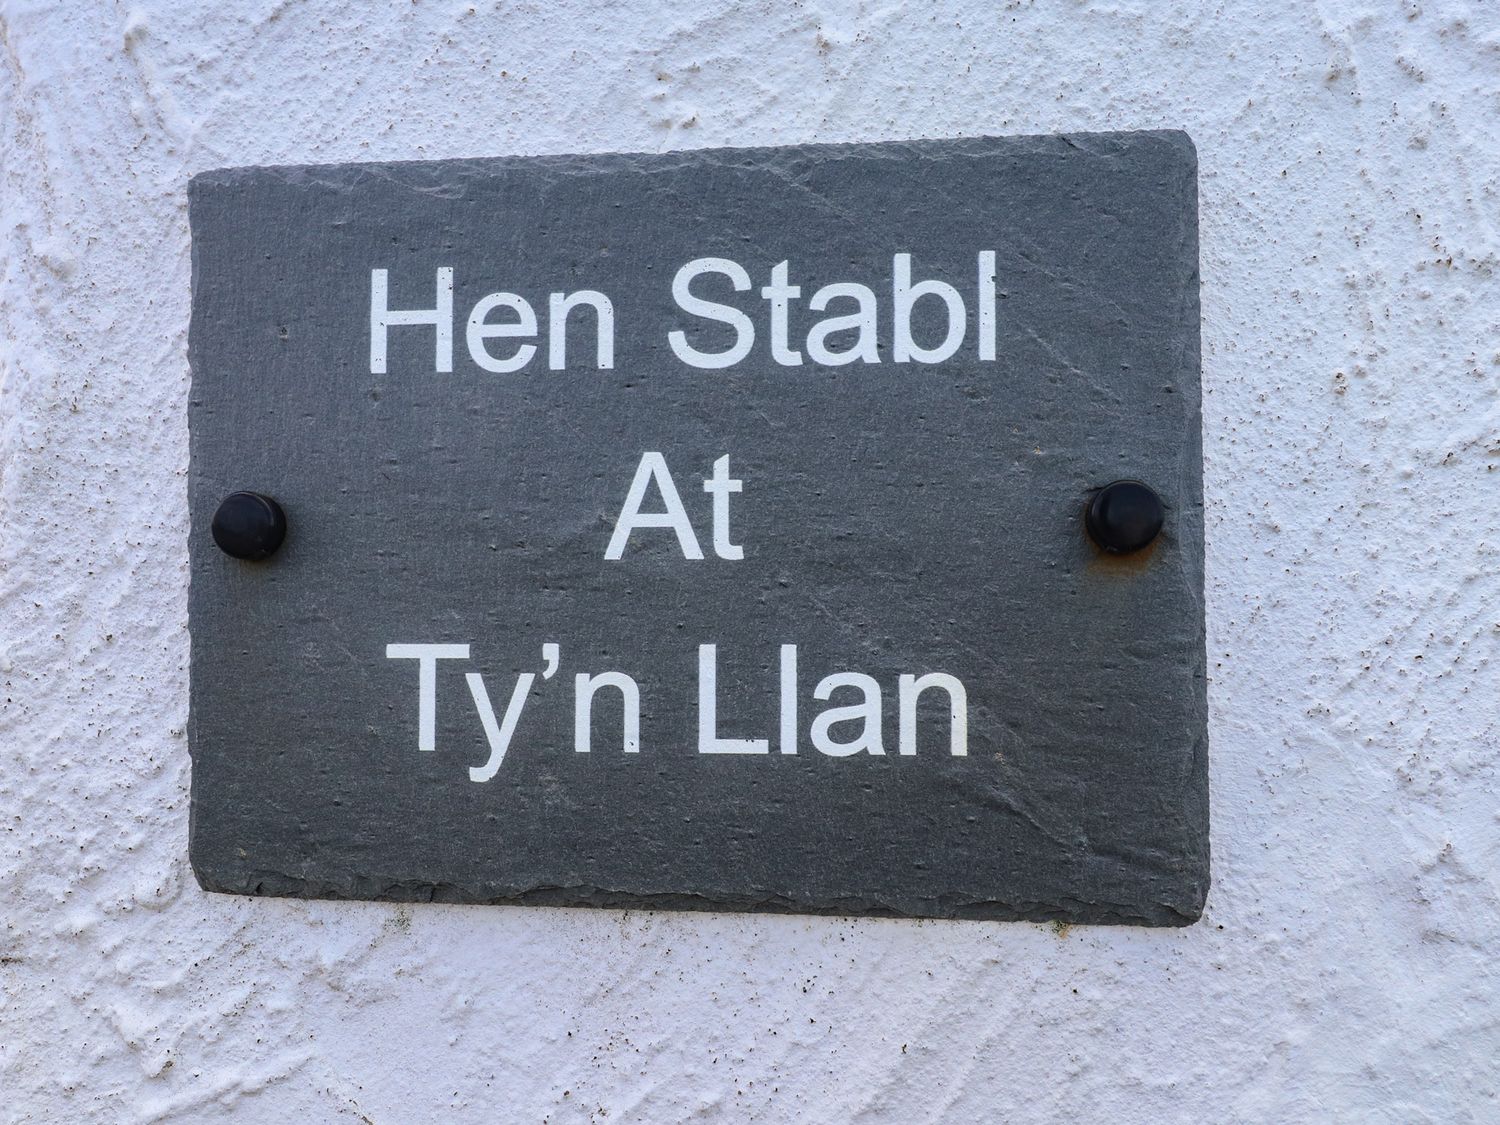 Hen Stabl
At
Ty’n Llan